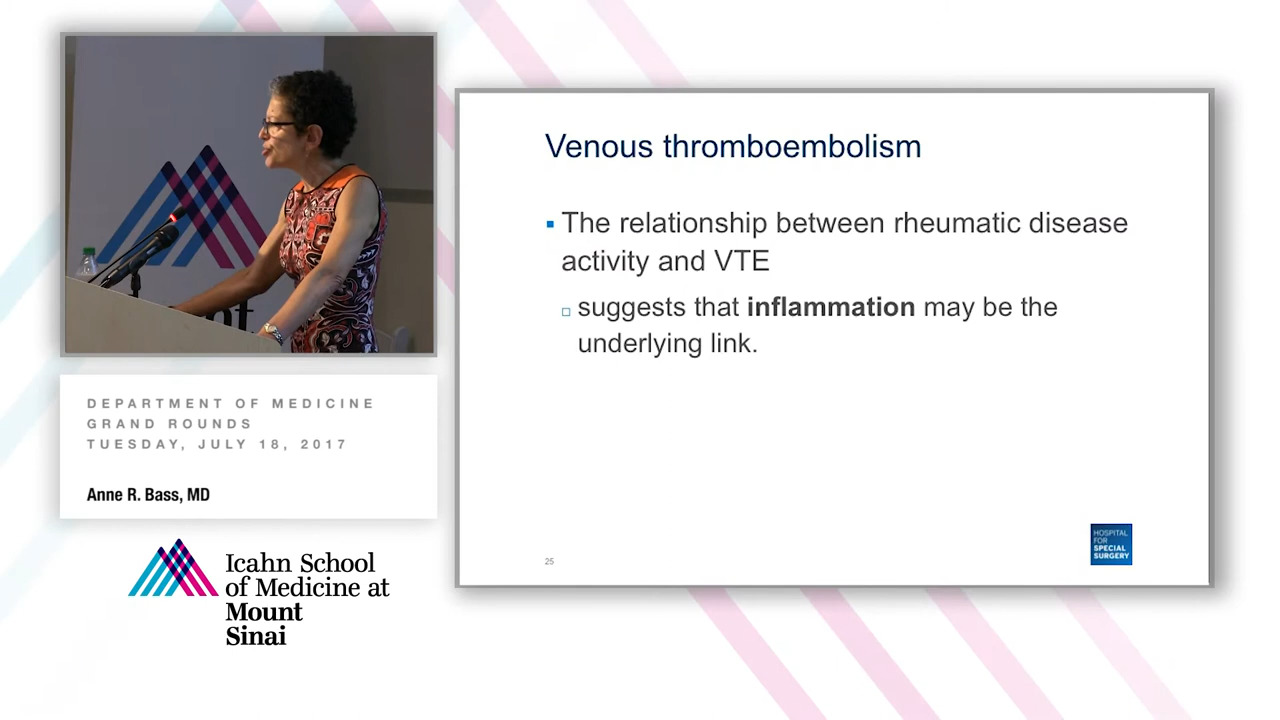 DEPARTMENT OF MEDICINE
GRAND ROUNDS
TUESDAY, JULY 18, 2017
Anne R. Bass, MD
Icahn School
of Medicine at
Mount
Sinai
Venous thromboembolism
The relationship between rheumatic disease
activity and VTE
suggests that inflammation may be the
underlying link.
25
HOSPITAL
FOR
SPECIAL
SURGERY